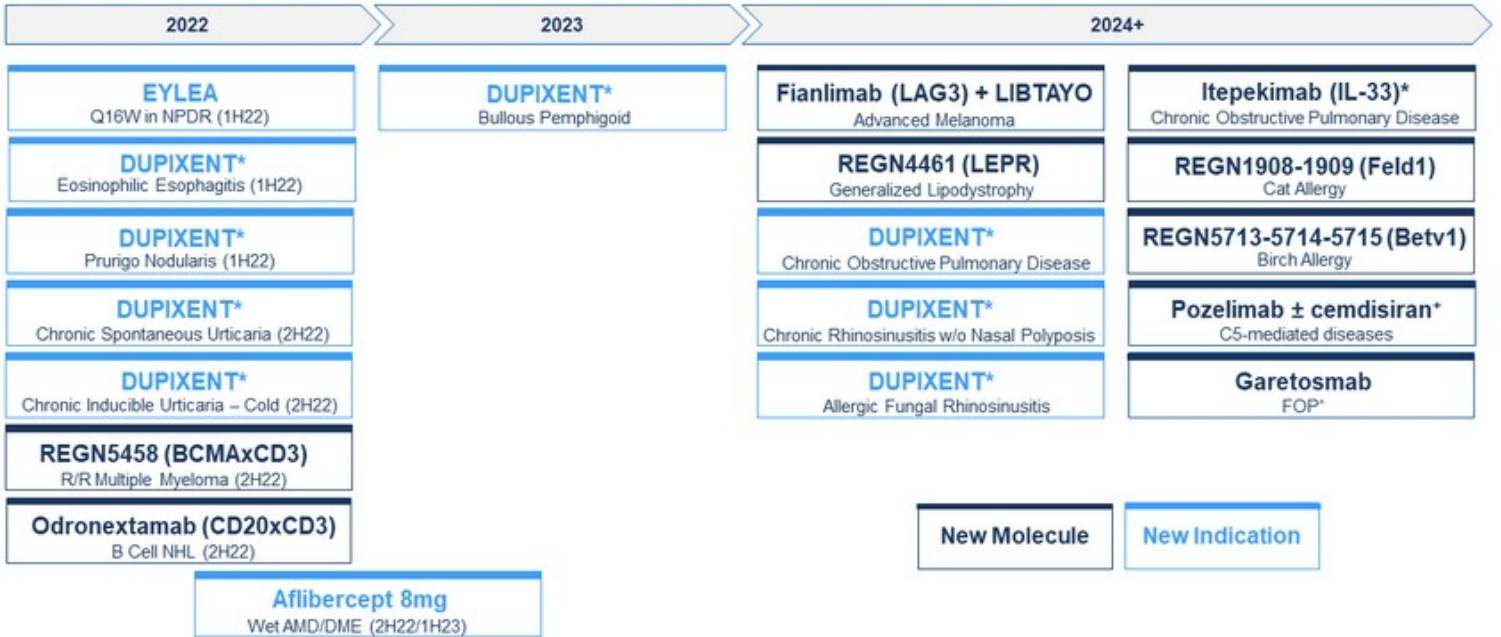 2022
2023
2024+
EYLEA
Q16W in NPDR (1H22)
DUPIXENT*
Eosinophilic Esophagitis (1H22)
DUPIXENT*
Prurigo Nodularis (1H22)
DUPIXENT*
Chronic Spontaneous Urticaria (2H22)
DUPIXENT*
Chronic Inducible Urticaria – Cold (2H22)
REGN5458 (BCMAxCD3)
R/R Multiple Myeloma (2H22)
Odronextamab (CD20xCD3)
B Cell NHL (2H22)
Aflibercept 8mg
Wet AMD/DME (2H22/1H23)
DUPIXENT*
Bullous Pemphigoid
Fianlimab (LAG3) + LIBTAYO
Advanced Melanoma
REGN4461 (LEPR)
Generalized Lipodystrophy
DUPIXENT*
Chronic Obstructive Pulmonary Disease
DUPIXENT*
Chronic Rhinosinusitis w/o Nasal Polyposis
DUPIXENT*
Allergic Fungal Rhinosinusitis
Itepekimab (IL-33)*
Chronic Obstructive Pulmonary Disease
REGN1908-1909 (Feld1)
Cat Allergy
REGN5713-5714-5715 (Betv1)
Birch Allergy
Pozelimab ± cemdisiran⁺
C5-mediated diseases
Garetosmab
FOP^
New Molecule
New Indication